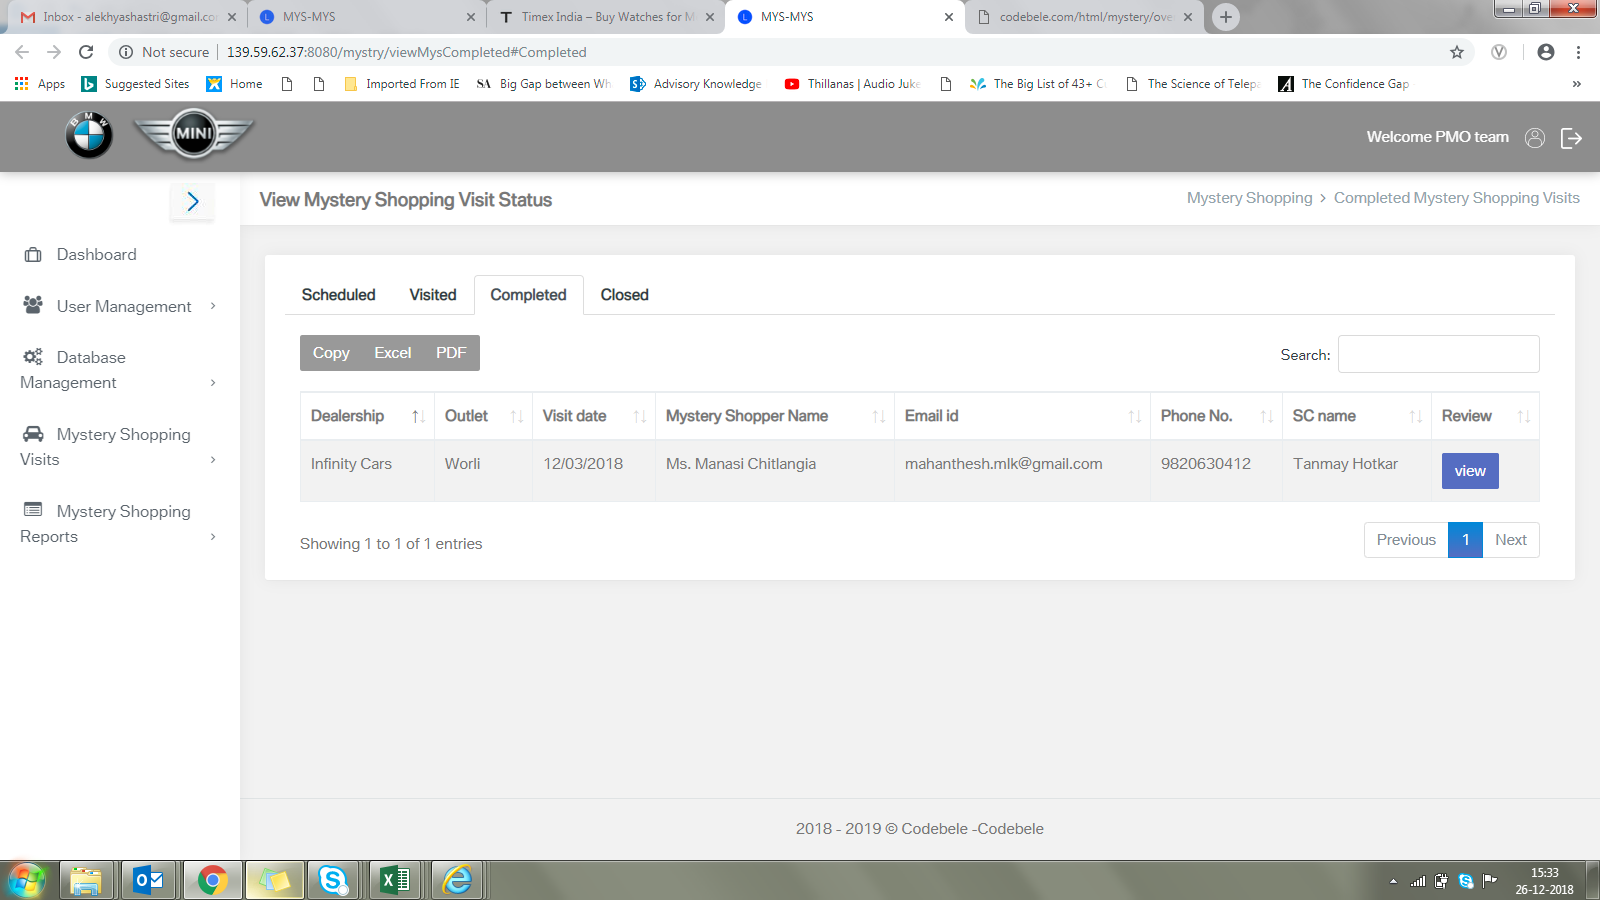 Inbox - alekhyashastri@gmail.co
MYS-MYS
Timex India – Buy Watches for M
MYS-MYS
codebele.com/html/mystery/ove
Not secure
139.59.62.37:8080/mystry/viewMysCompleted#Completed
Apps
Suggested Sites
Home
Imported From IE
SA Big Gap between Wh
Advisory Knowledge
Thillanas | Audio Juke
The Big List of 43+ C
The Science of Telepa
The Confidence Gap
BMW
MINI
Welcome PMO team
View Mystery Shopping Visit Status
Mystery Shopping > Completed Mystery Shopping Visits
Dashboard
User Management
Database
Management
Mystery Shopping
Visits
Mystery Shopping
Reports
Scheduled Visited Completed Closed
Copy Excel PDF
Search:
Dealership Outlet Visit date Mystery Shopper Name Email id Phone No. SC name Review
Infinity Cars Worli 12/03/2018 Ms. Manasi Chitlangia mahanthesh.mlk@gmail.com 9820630412 Tanmay Hotkar view
Showing 1 to 1 of 1 entries
Previous 1 Next
2018 - 2019 © Codebele -Codebele
15:33
26-12-2018